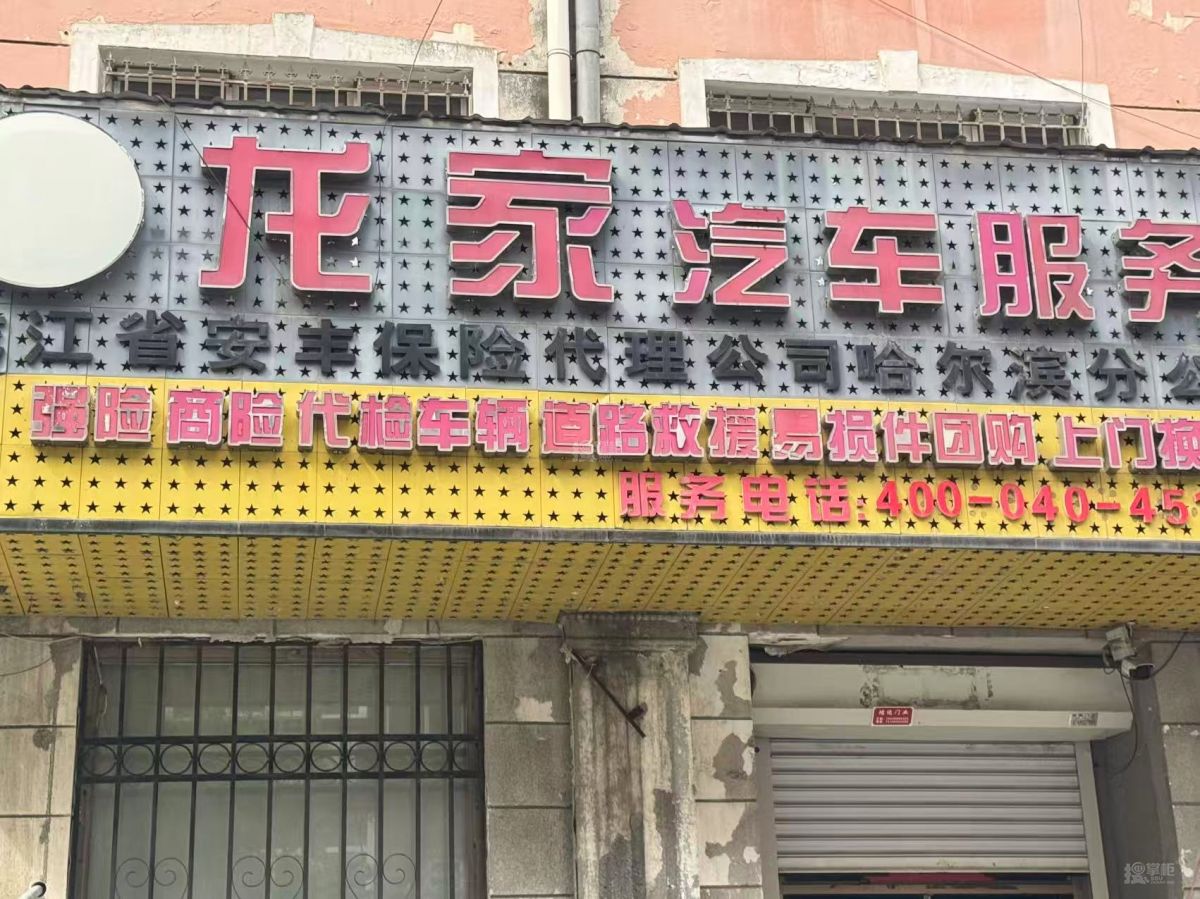 龙家汽车服务
江省安丰保险代理公司哈尔滨分公
强险 商险 代检车辆 道路救援 易损件团购 上门换
服务电话:400-040-45